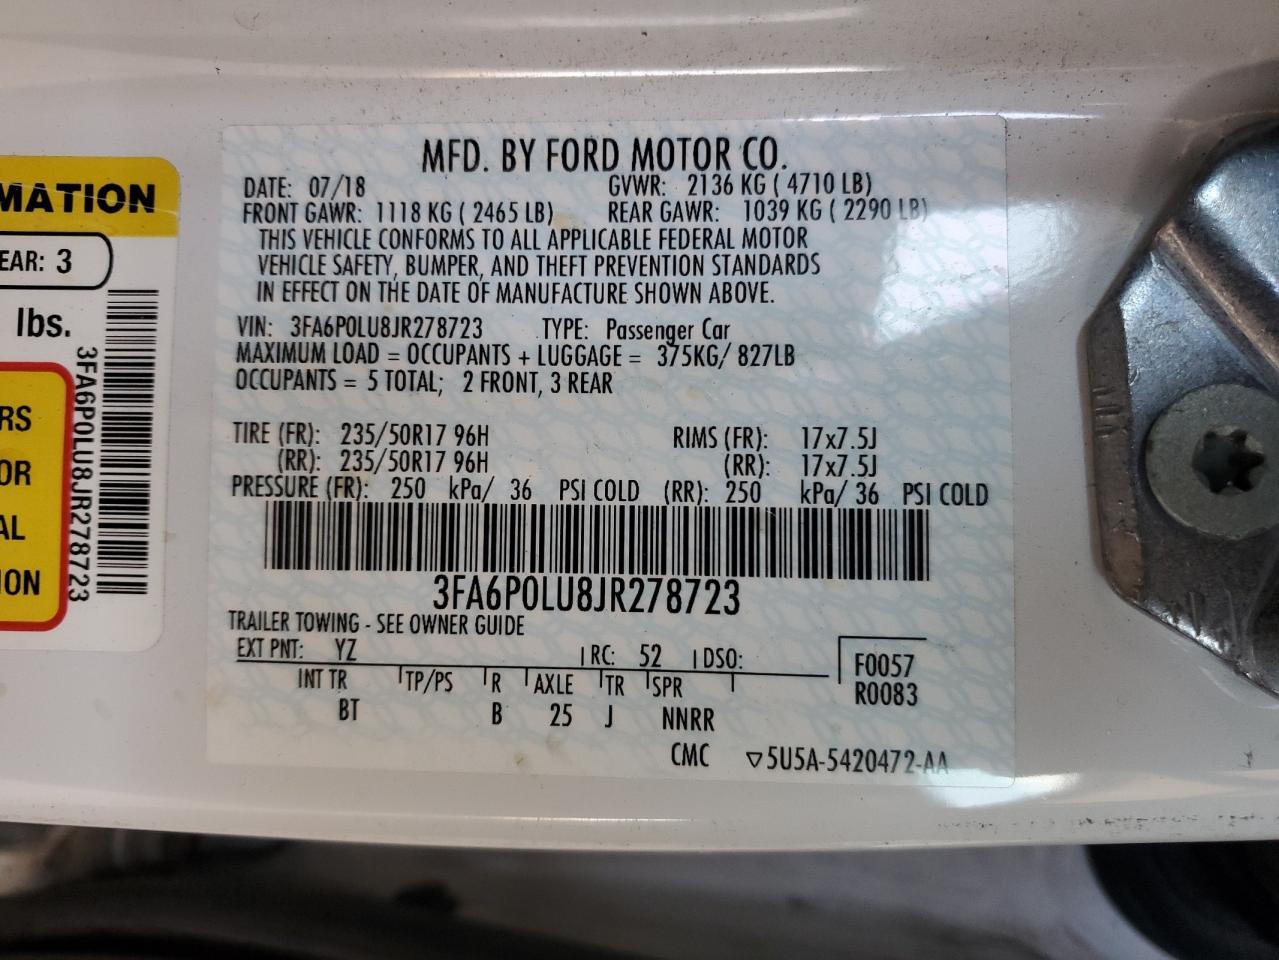 MATION
EAR: 3
lbs.
RS
OR
AL
ION
3FA6P0LU8JR278723
MFD. BY FORD MOTOR CO.
DATE: 07/18 GVWR: 2136 KG ( 4710 LB)
FRONT GAWR: 1118 KG ( 2465 LB) REAR GAWR: 1039 KG ( 2290 LB)
THIS VEHICLE CONFORMS TO ALL APPLICABLE FEDERAL MOTOR
VEHICLE SAFETY, BUMPER, AND THEFT PREVENTION STANDARDS
IN EFFECT ON THE DATE OF MANUFACTURE SHOWN ABOVE.
VIN: 3FA6P0LU8JR278723 TYPE: Passenger Car
MAXIMUM LOAD = OCCUPANTS + LUGGAGE = 375KG/ 827LB
OCCUPANTS = 5 TOTAL; 2 FRONT, 3 REAR
TIRE (FR): 235/50R17 96H RIMS (FR): 17x7.5J
(RR): 235/50R17 96H (RR): 17x7.5J
PRESSURE (FR): 250 kPa/ 36 PSI COLD (RR): 250 kPa/ 36 PSI COLD
3FA6P0LU8JR278723
TRAILER TOWING - SEE OWNER GUIDE
EXT PNT: YZ RC: 52 DSO: F0057
INT TR TP/PS R AXLE TR SPR R0083
BT B 25 J NNRR
CMC ▽5U5A-5420472-AA